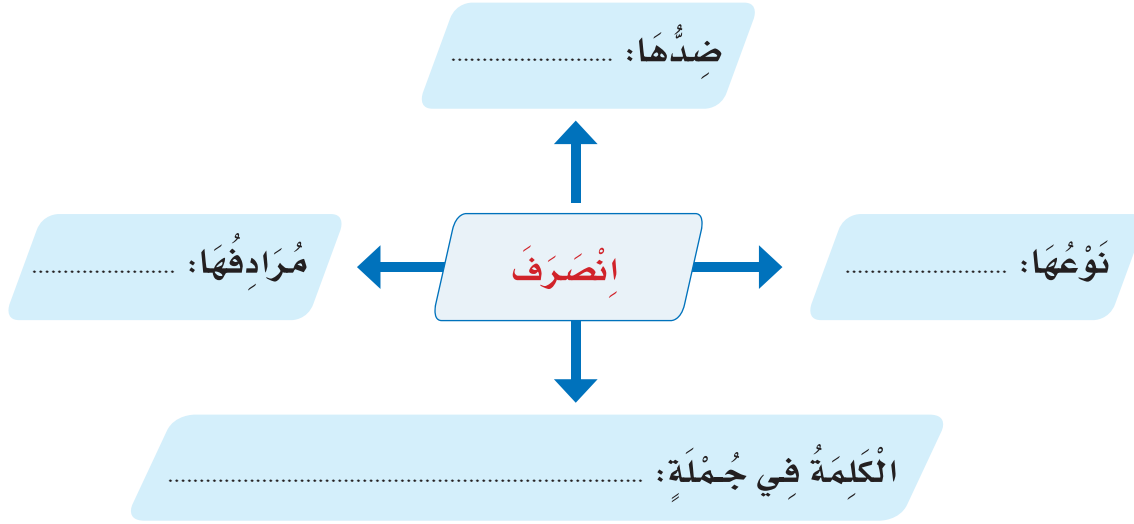 ضِدُّهَا: ........................
نَوْعُهَا: ........................
اِنْصَرَفَ
مُرَادِفُهَا: ........................
الْكَلِمَةُ فِي جُمْلَةٍ: ........................................................................